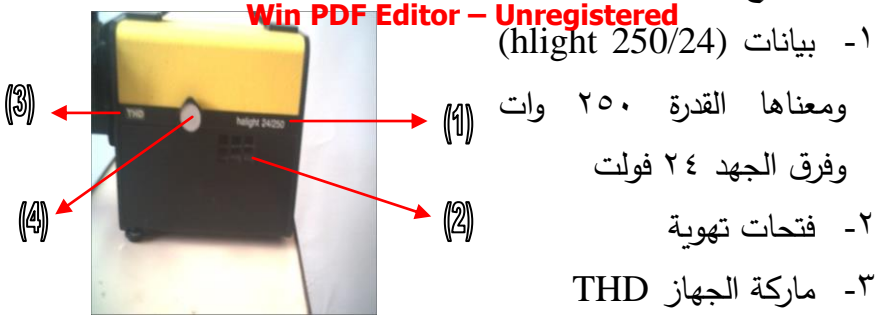 Win PDF Editor – Unregistered
١- بيانات (hlight 250/24)
ومعناها القدرة ٢٥٠ وات
وفرق الجهد ٢٤ فولت
٢- فتحات تهوية
٣- ماركة الجهاز THD
(3)
THD
halight 24/250
(1)
(4)
(2)